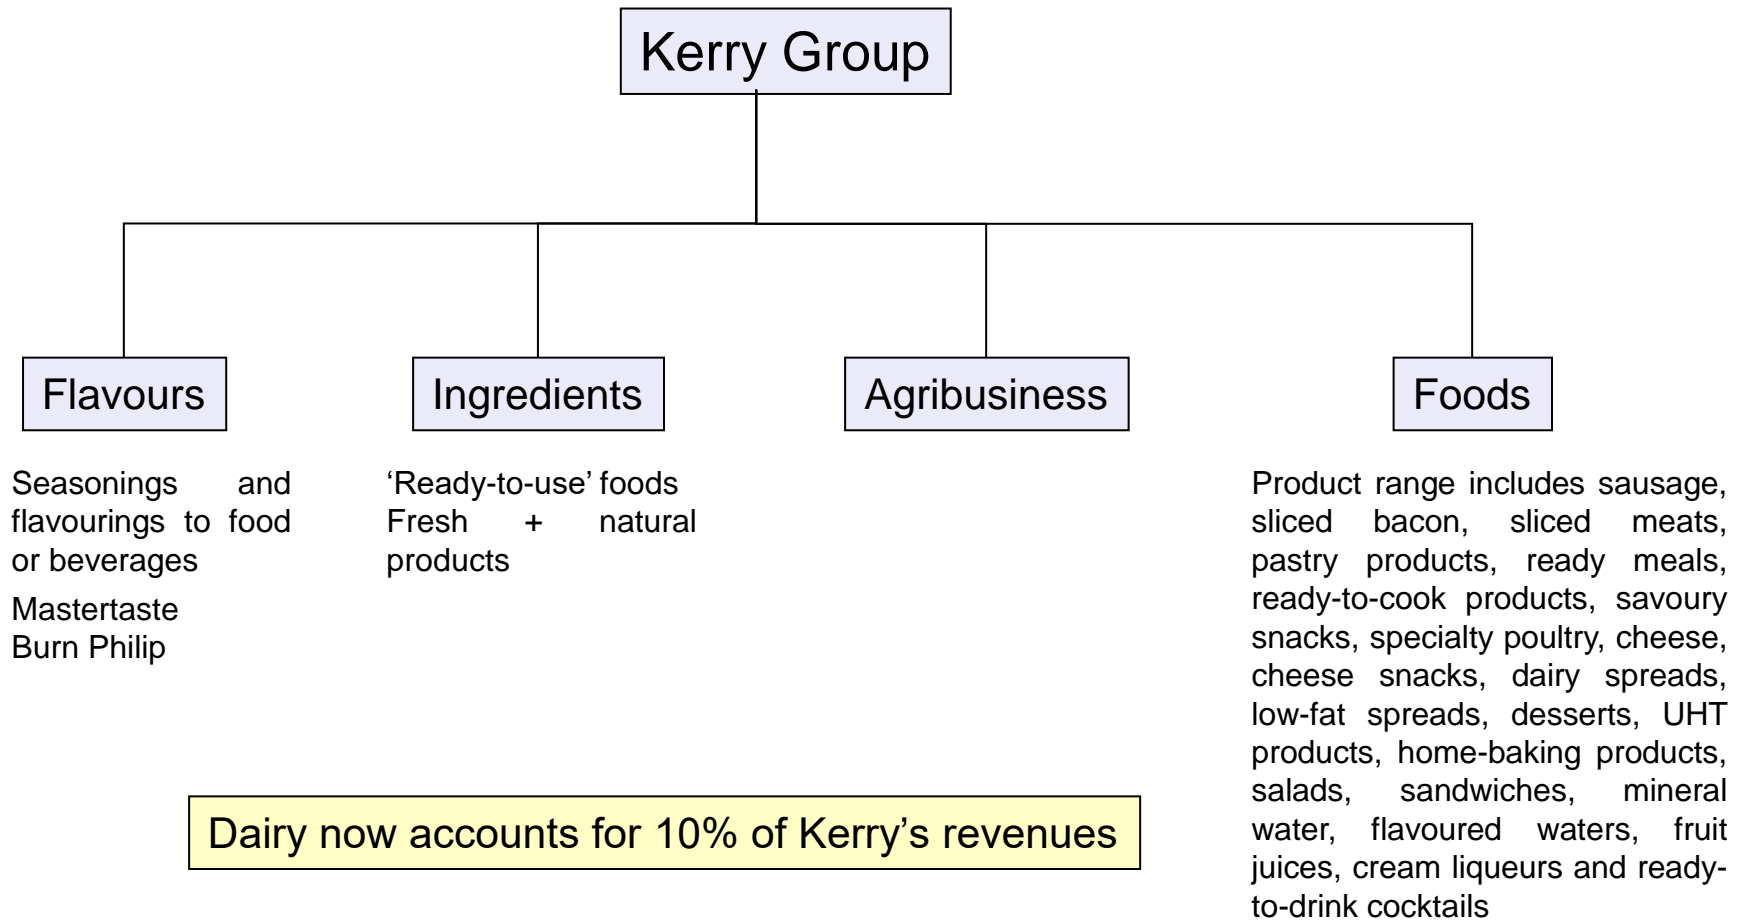 Kerry Group
Flavours
Ingredients
Agribusiness
Foods
Seasonings and
flavourings to food
or beverages
Mastertaste
Burn Philip
‘Ready-to-use’ foods
Fresh + natural
products
Product range includes sausage,
sliced bacon, sliced meats,
pastry products, ready meals,
ready-to-cook products, savoury
snacks, specialty poultry, cheese,
cheese snacks, dairy spreads,
low-fat spreads, desserts, UHT
products, home-baking products,
salads, sandwiches, mineral
water, flavoured waters, fruit
juices, cream liqueurs and ready-
to-drink cocktails
Dairy now accounts for 10% of Kerry’s revenues